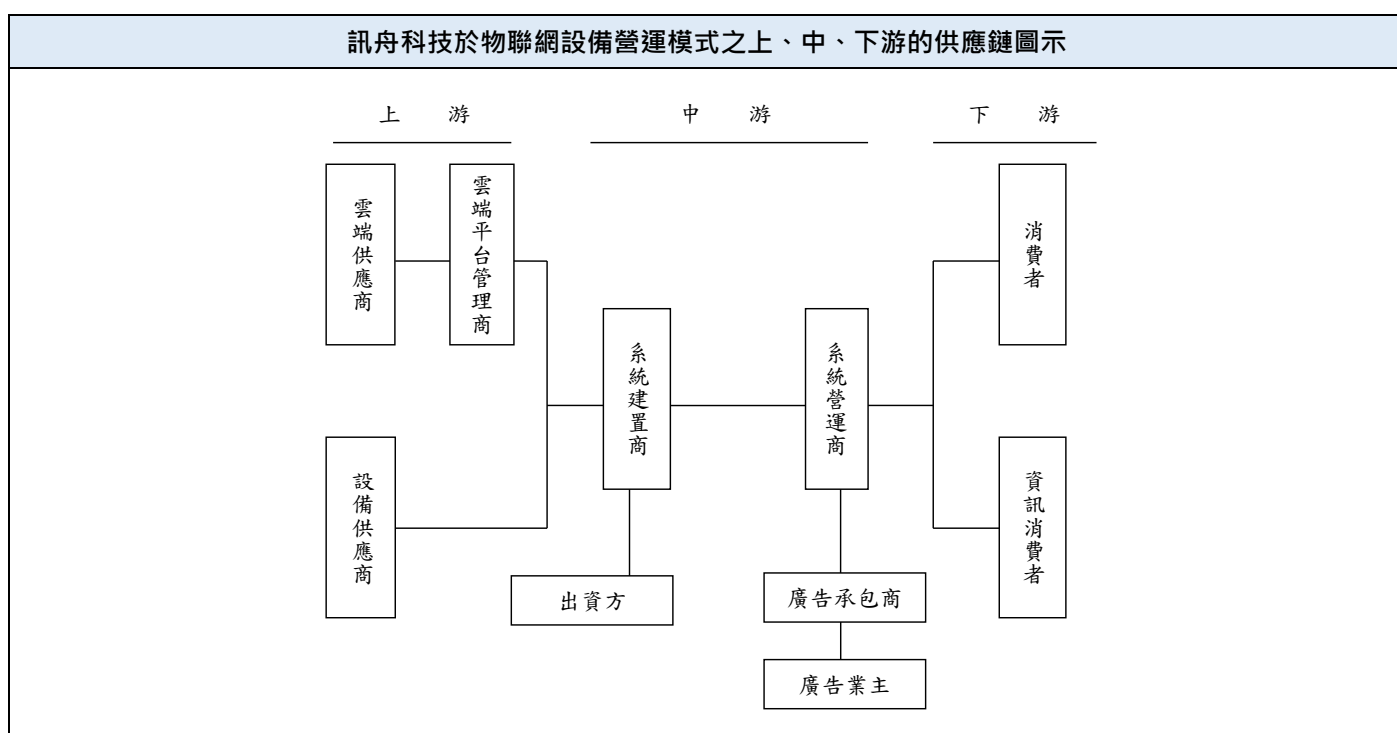 訊舟科技於物聯網設備營運模式之上、中、下游的供應鏈圖示
上 游
中 游
下 游
雲端供應商
雲端平台管理商
消費者
系統建置商
系統營運商
設備供應商
資訊消費者
出資方
廣告承包商
廣告業主